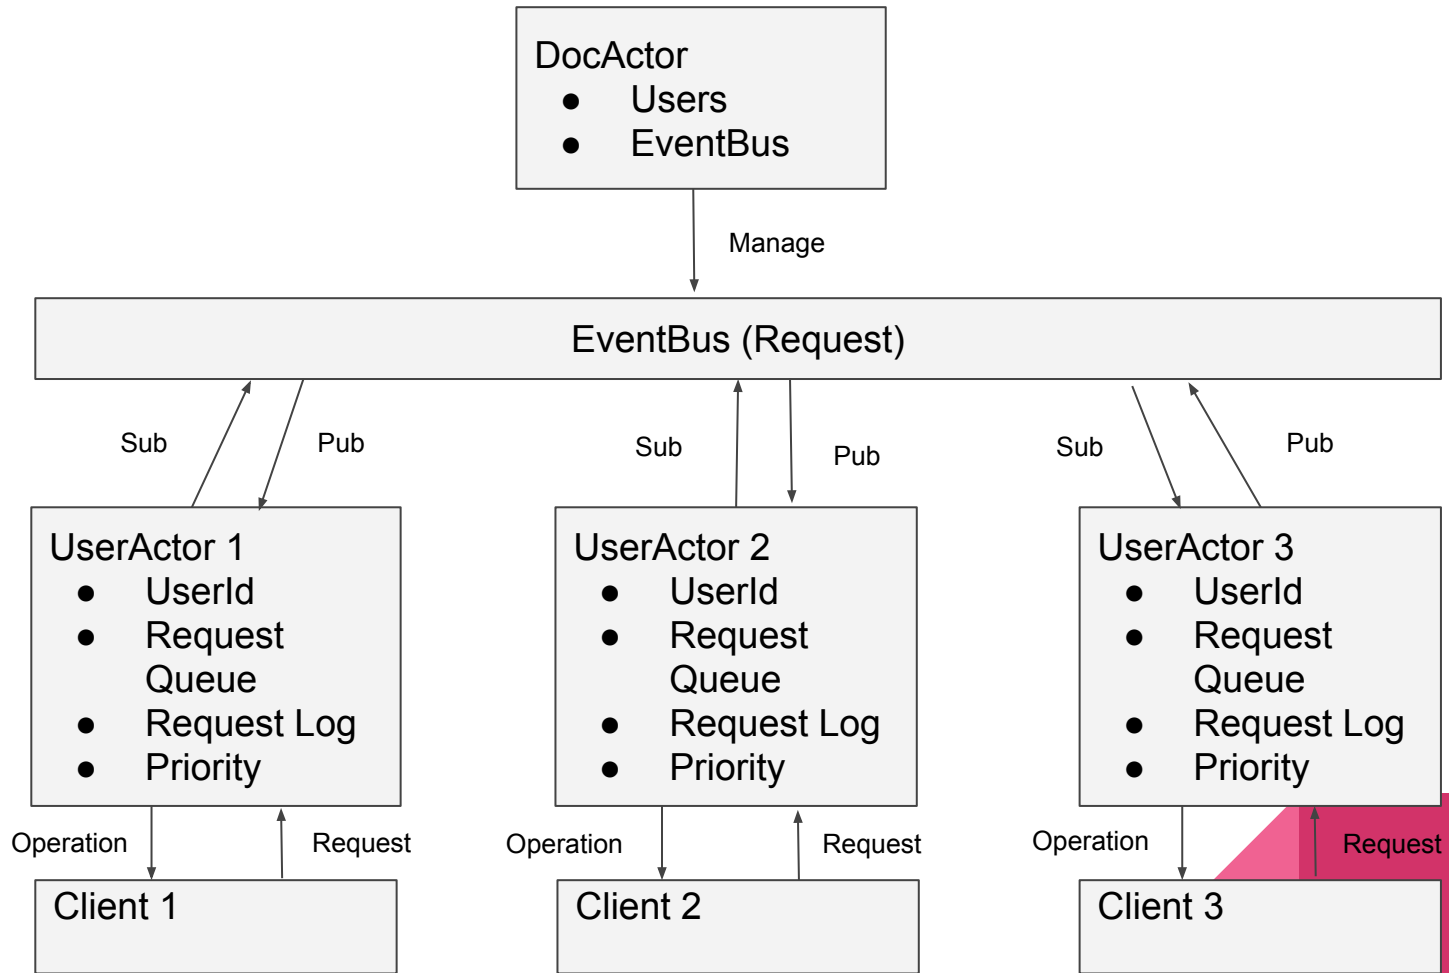 DocActor
● Users
● EventBus
Manage
EventBus (Request)
Sub
Pub
Sub
Pub
Sub
Pub
UserActor 1
● UserId
● Request
Queue
● Request Log
● Priority
UserActor 2
● UserId
● Request
Queue
● Request Log
● Priority
UserActor 3
● UserId
● Request
Queue
● Request Log
● Priority
Operation
Request
Operation
Request
Operation
Request
Client 1
Client 2
Client 3